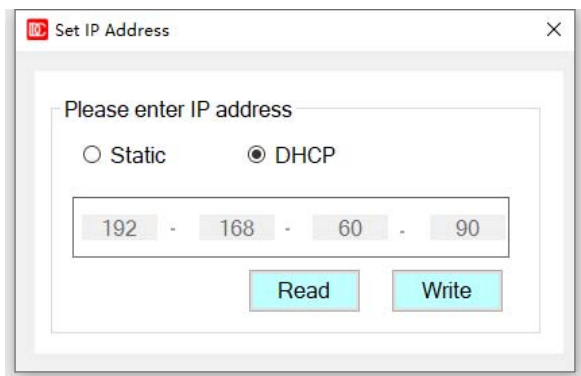 Set IP Address
Please enter IP address
Static DHCP
192 - 168 - 60 - 90
Read Write